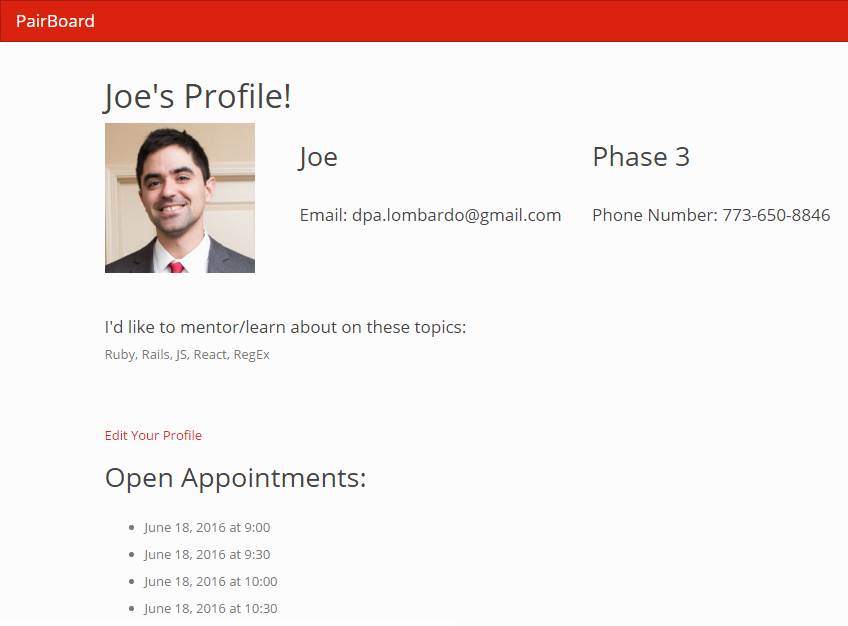 PairBoard
Joe's Profile!
Joe
Phase 3
Email: dpa.lombardo@gmail.com
Phone Number: 773-650-8846
I'd like to mentor/learn about on these topics:
Ruby, Rails, JS, React, RegEx
Edit Your Profile
Open Appointments:
June 18, 2016 at 9:00
June 18, 2016 at 9:30
June 18, 2016 at 10:00
June 18, 2016 at 10:30